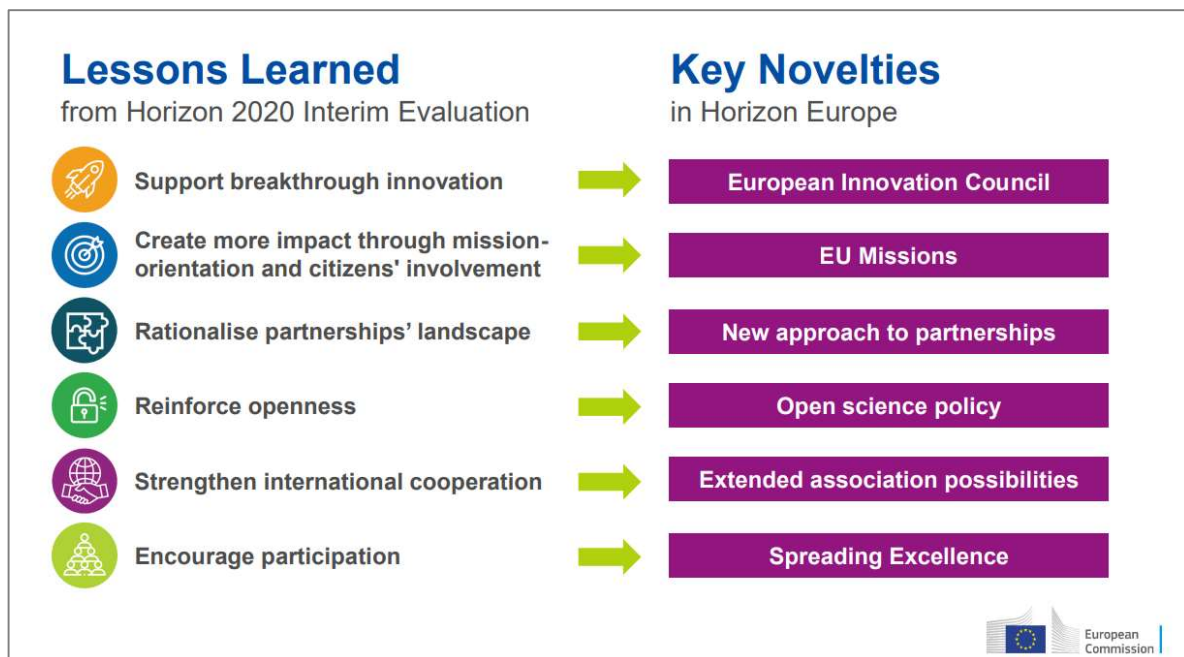 Lessons Learned
from Horizon 2020 Interim Evaluation
Key Novelties
in Horizon Europe
Support breakthrough innovation
European Innovation Council
Create more impact through mission-
orientation and citizens' involvement
EU Missions
Rationalise partnerships’ landscape
New approach to partnerships
Reinforce openness
Open science policy
Strengthen international cooperation
Extended association possibilities
Encourage participation
Spreading Excellence
European
Commission